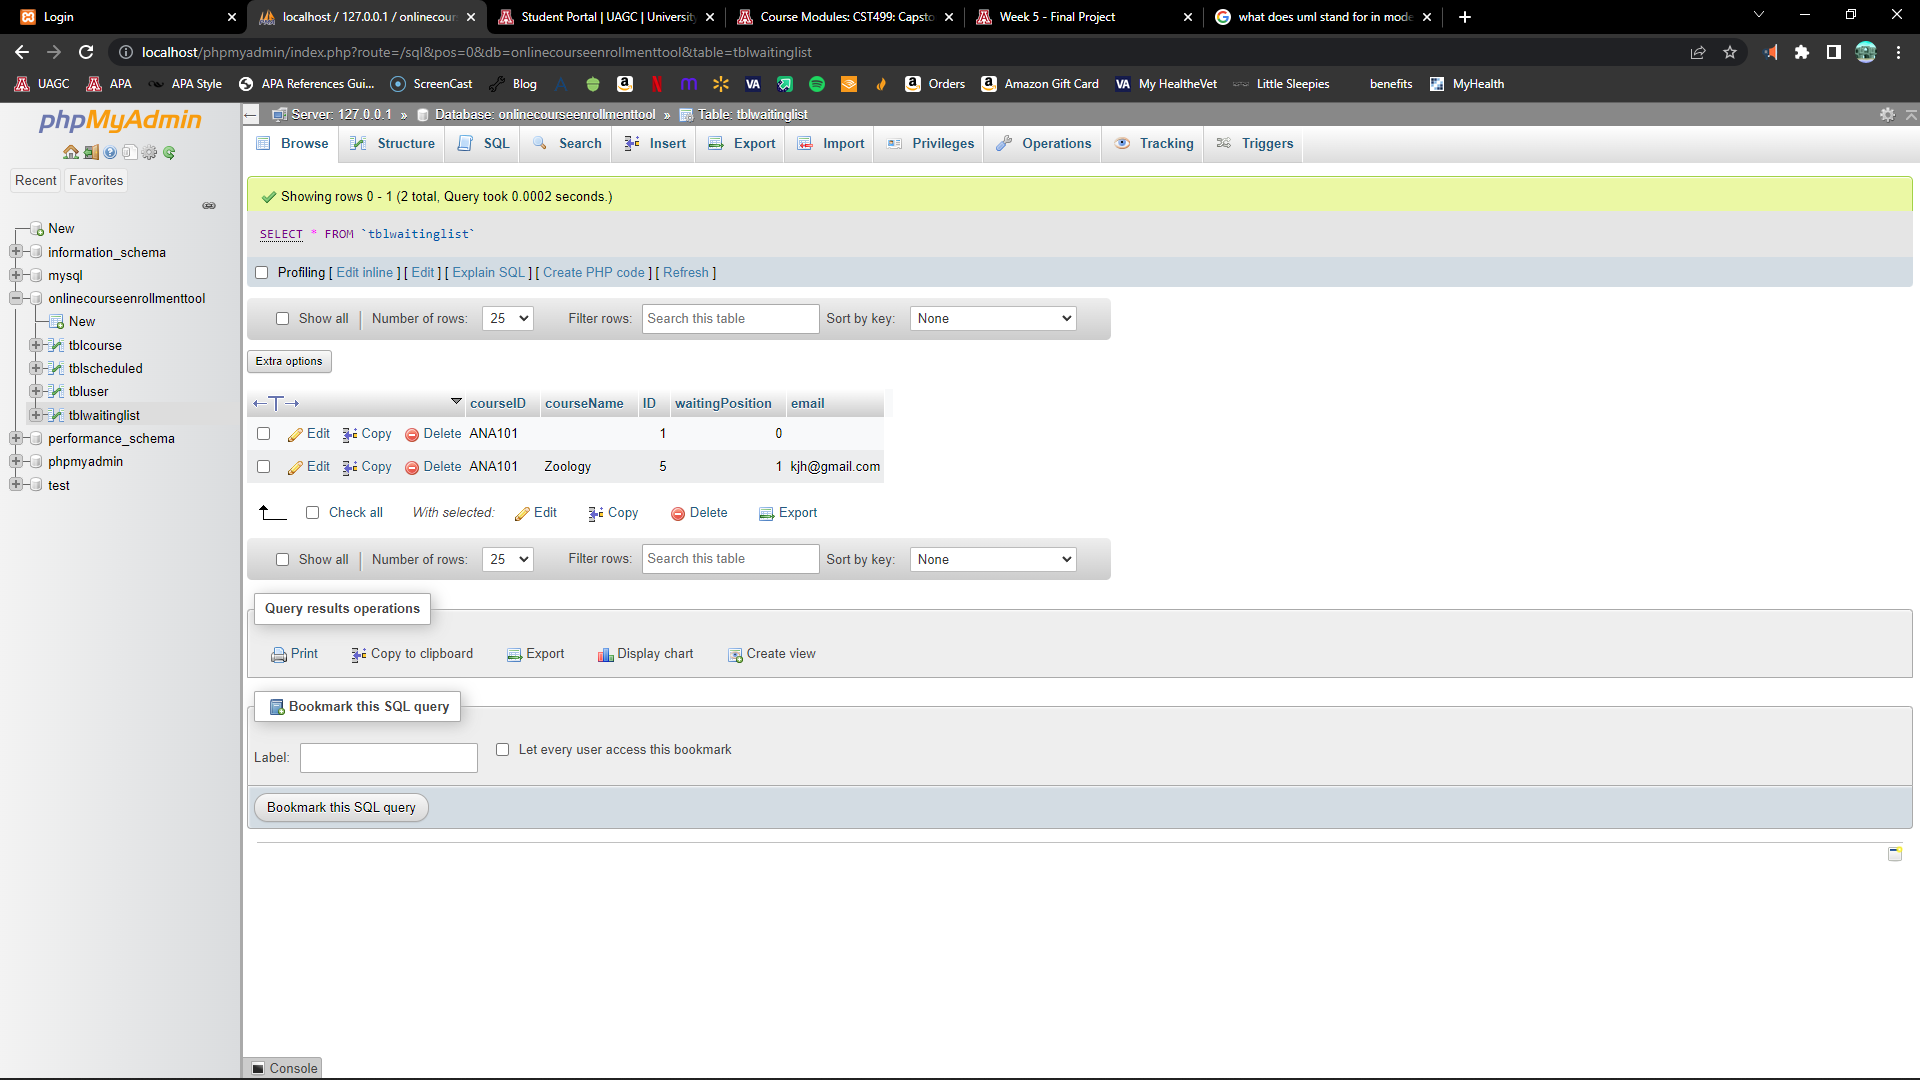 Login
localhost / 127.0.0.1 / onlinecours
Student Portal | UAGC | University
Course Modules: CST499: Capsto
Week 5 - Final Project
what does uml stand for in mode
localhost/phpmyadmin/index.php?route=/sql&pos=0&db=onlinecourseenrollmenttool&table=tblwaitinglist
UAGC APA APA Style APA References Gui... ScreenCast Blog Orders Amazon Gift Card VA My HealtheVet Little Sleepies benefits MyHealth
phpMyAdmin
Recent Favorites
New
information_schema
mysql
onlinecourseenrollmenttool
New
tblcourse
tblscheduled
tbluser
tblwaitinglist
performance_schema
phpmyadmin
test
Server: 127.0.0.1 » Database: onlinecourseenrollmenttool » Table: tblwaitinglist
Browse Structure SQL Search Insert Export Import Privileges Operations Tracking Triggers
Showing rows 0 - 1 (2 total, Query took 0.0002 seconds.)
SELECT * FROM `tblwaitinglist`
Profiling [ Edit inline ] [ Edit ] [ Explain SQL ] [ Create PHP code ] [ Refresh ]
Show all | Number of rows: 25 Filter rows: Search this table Sort by key: None
Extra options
←T→ courseID courseName ID waitingPosition email
Edit Copy Delete ANA101 1 0
Edit Copy Delete ANA101 Zoology 5 1 kjh@gmail.com
Check all With selected: Edit Copy Delete Export
Show all | Number of rows: 25 Filter rows: Search this table Sort by key: None
Query results operations
Print Copy to clipboard Export Display chart Create view
Bookmark this SQL query
Label: Let every user access this bookmark
Bookmark this SQL query
Console